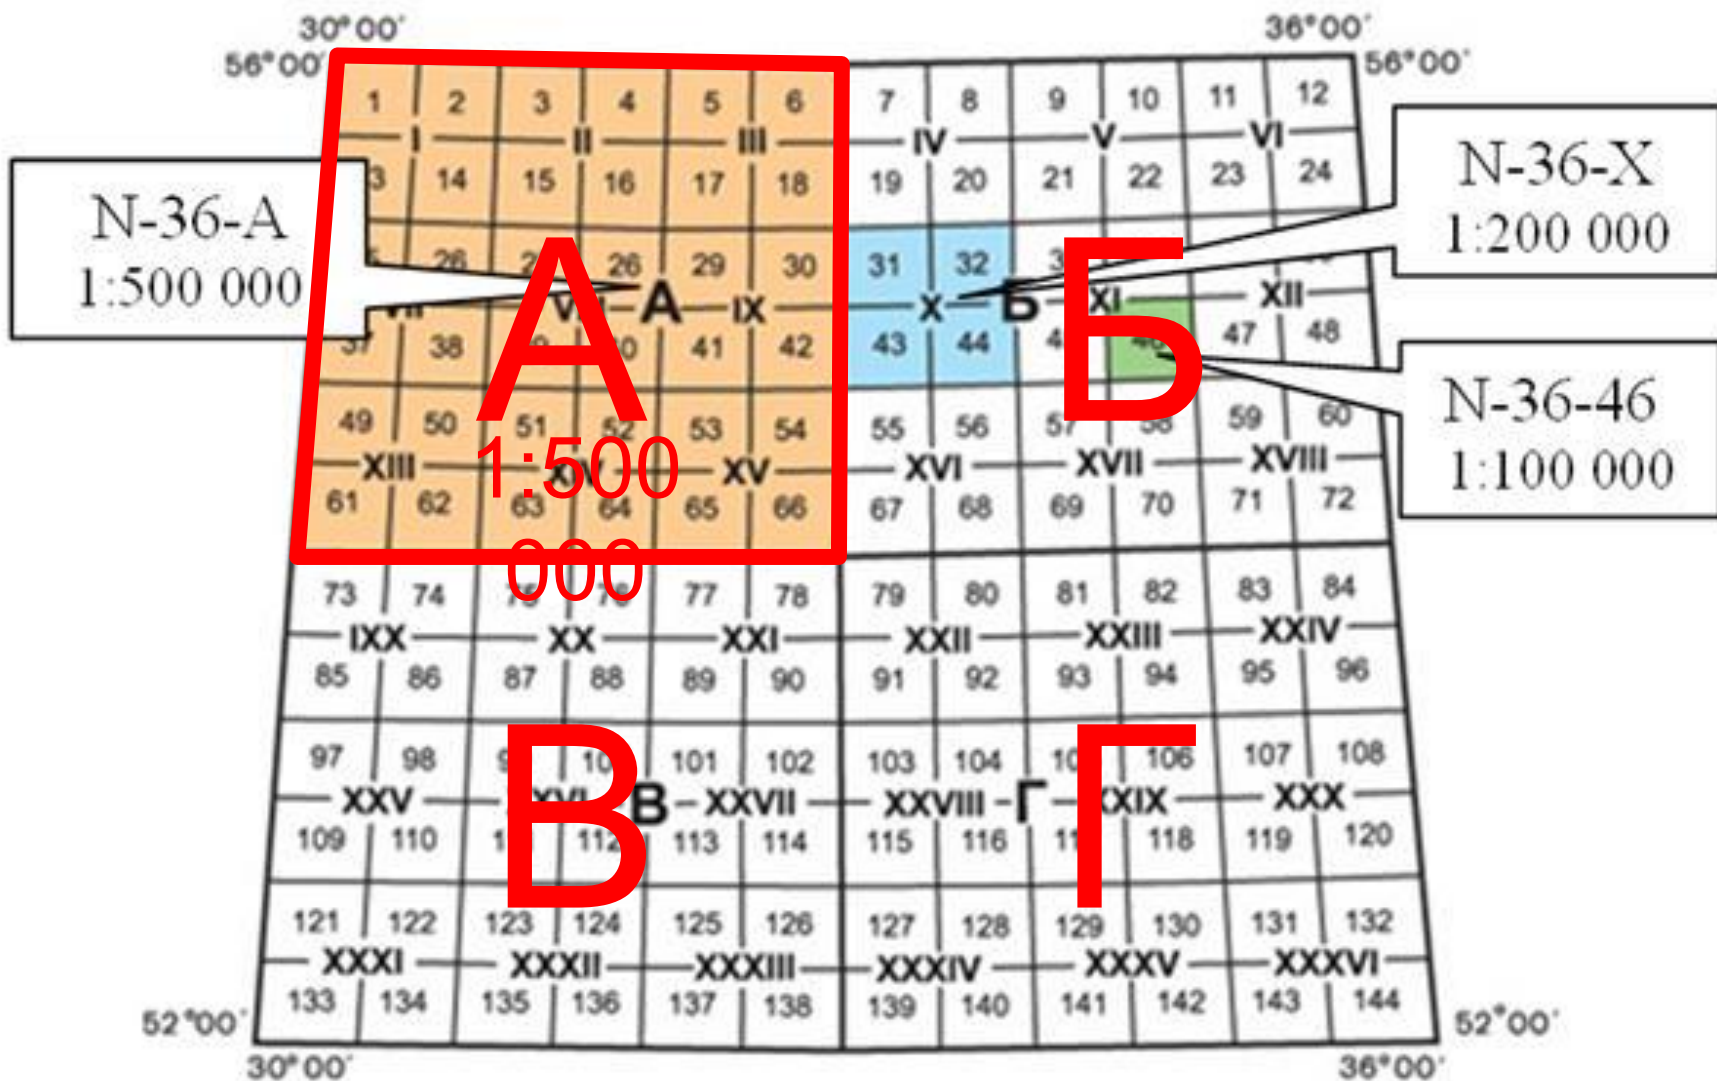 30°00′ 36°00′
56°00′ 56°00′
1 2 3 4 5 6 7 8 9 10 11 12
I II III IV V VI
14 15 16 17 18 19 20 21 22 23 24
N-36-А
1:500 000
N-36-X
1:200 000
26 26 29 30 31 32
А IX X Б XI XII
38 41 42 43 44 46 47 48
А Б
N-36-46
1:100 000
49 50 51 52 53 54 55 56 57 58 59 60
1:500
000
XIII XIV XV XVI XVII XVIII
61 62 63 64 65 66 67 68 69 70 71 72
73 74 75 76 77 78 79 80 81 82 83 84
IXX XX XXI XXII XXIII XXIV
85 86 87 88 89 90 91 92 93 94 95 96
97 98 101 102 103 104 106 107 108
XXV В XXVII XXVIII Г XXIX XXX
109 110 112 113 114 115 116 118 119 120
В Г
121 122 123 124 125 126 127 128 129 130 131 132
XXXI XXXII XXXIII XXXIV XXXV XXXVI
133 134 135 136 137 138 139 140 141 142 143 144
52°00′ 52°00′
30°00′ 36°00′